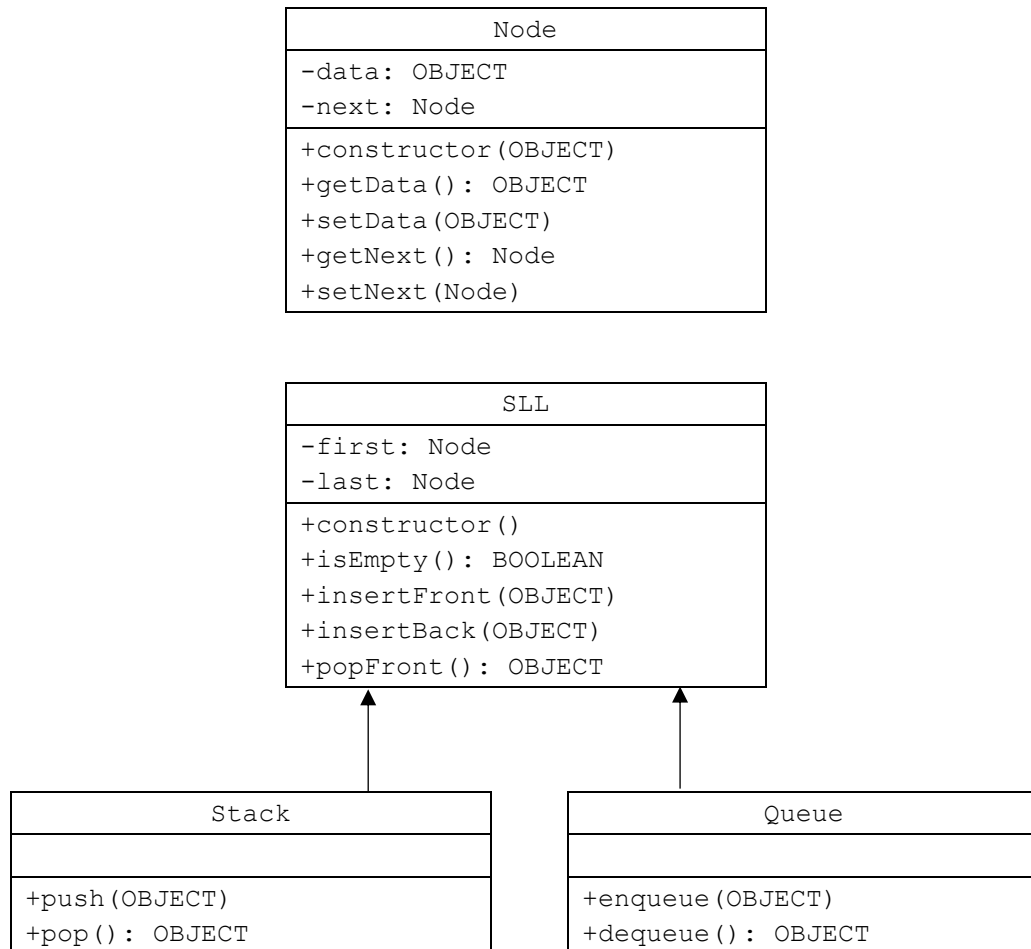 Node
-data: OBJECT
-next: Node
+constructor(OBJECT)
+getData(): OBJECT
+setData(OBJECT)
+getNext(): Node
+setNext(Node)
SLL
-first: Node
-last: Node
+constructor()
+isEmpty(): BOOLEAN
+insertFront(OBJECT)
+insertBack(OBJECT)
+popFront(): OBJECT
Stack
+push(OBJECT)
+pop(): OBJECT
Queue
+enqueue(OBJECT)
+dequeue(): OBJECT